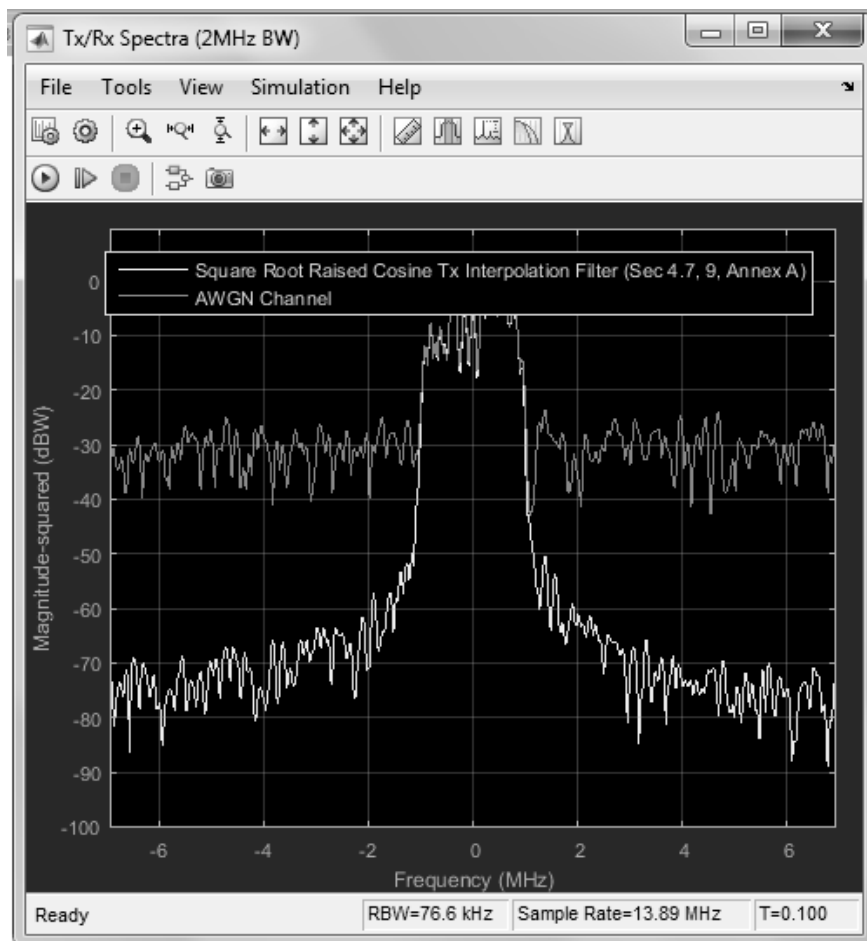 Tx/Rx Spectra (2MHz BW)
File Tools View Simulation Help
Square Root Raised Cosine Tx Interpolation Filter (Sec 4.7, 9, Annex A)
AWGN Channel
0
-10
-20
-30
-40
-50
-60
-70
-80
-90
-100
Magnitude-squared (dBW)
-6 -4 -2 0 2 4 6
Frequency (MHz)
Ready RBW=76.6 kHz Sample Rate=13.89 MHz T=0.100